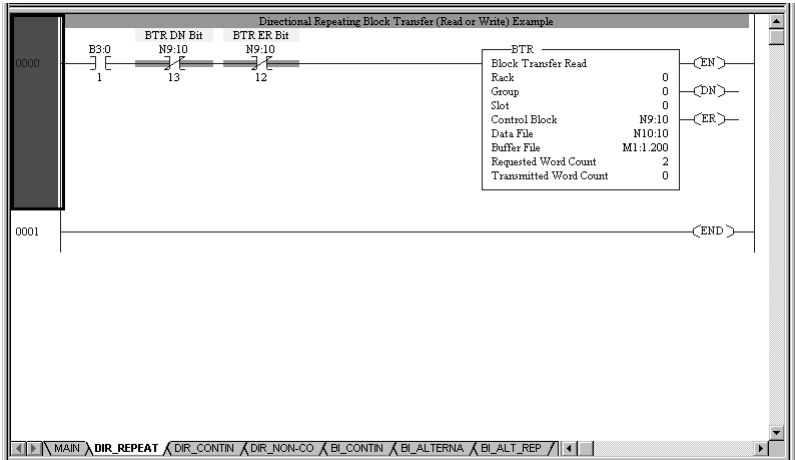 Directional Repeating Block Transfer (Read or Write) Example
BTR DN Bit BTR ER Bit
B3:0 N9:10 N9:10
0000
1 13 12
BTR
Block Transfer Read
Rack 0
Group 0
Slot 0
Control Block N9:10
Data File N10:10
Buffer File M1:1.200
Requested Word Count 2
Transmitted Word Count 0
EN
DN
ER
0001
END
MAIN DIR_REPEAT DIR_CONTIN DIR_NON-CO BI_CONTIN BI_ALTERNA BI_ALT_REP